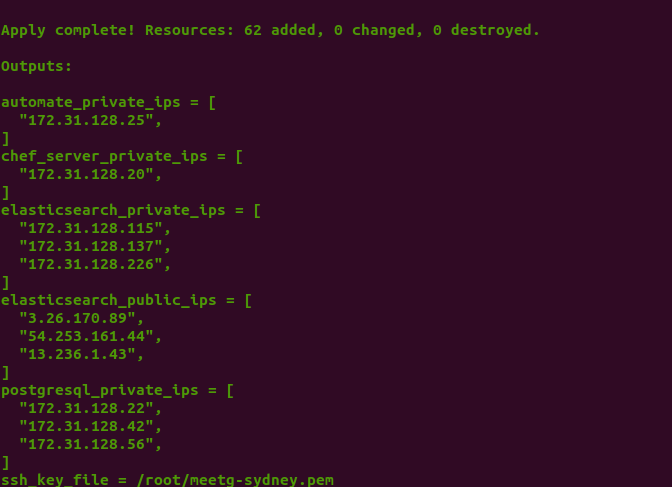 Apply complete! Resources: 62 added, 0 changed, 0 destroyed.
Outputs:
automate_private_ips = [
"172.31.128.25",
]
chef_server_private_ips = [
"172.31.128.20",
]
elasticsearch_private_ips = [
"172.31.128.115",
"172.31.128.137",
"172.31.128.226",
]
elasticsearch_public_ips = [
"3.26.170.89",
"54.253.161.44",
"13.236.1.43",
]
postgresql_private_ips = [
"172.31.128.22",
"172.31.128.42",
"172.31.128.56",
]
ssh_key_file = /root/meetg-sydney.pem